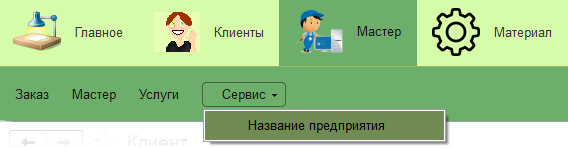 Главное Клиенты Мастер Материал
Заказ Мастер Услуги Сервис
Название предприятия
Клиент